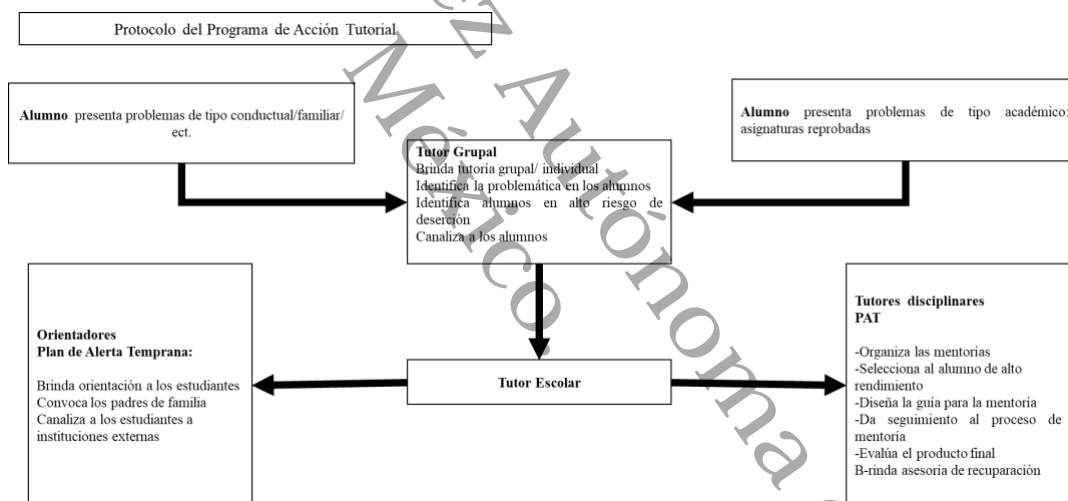 Protocolo del Programa de Acción Tutorial
Alumno presenta problemas de tipo conductual/familiar/
ect.
Alumno presenta problemas de tipo académico:
asignaturas reprobadas
Tutor Grupal
Brinda tutoría grupal/ individual
Identifica la problemática en los alumnos
Identifica alumnos en alto riesgo de
deserción
Canaliza a los alumnos
Orientadores
Plan de Alerta Temprana:
Brinda orientación a los estudiantes
Convoca los padres de familia
Canaliza a los estudiantes a
instituciones externas
Tutor Escolar
Tutores disciplinares
PAT
-Organiza las mentorías
-Selecciona al alumno de alto
rendimiento
-Diseña la guía para la mentoría
-Da seguimiento al proceso de
mentoría
-Evalúa el producto final
B-rinda asesoría de recuparación
ez Autónoma
México.